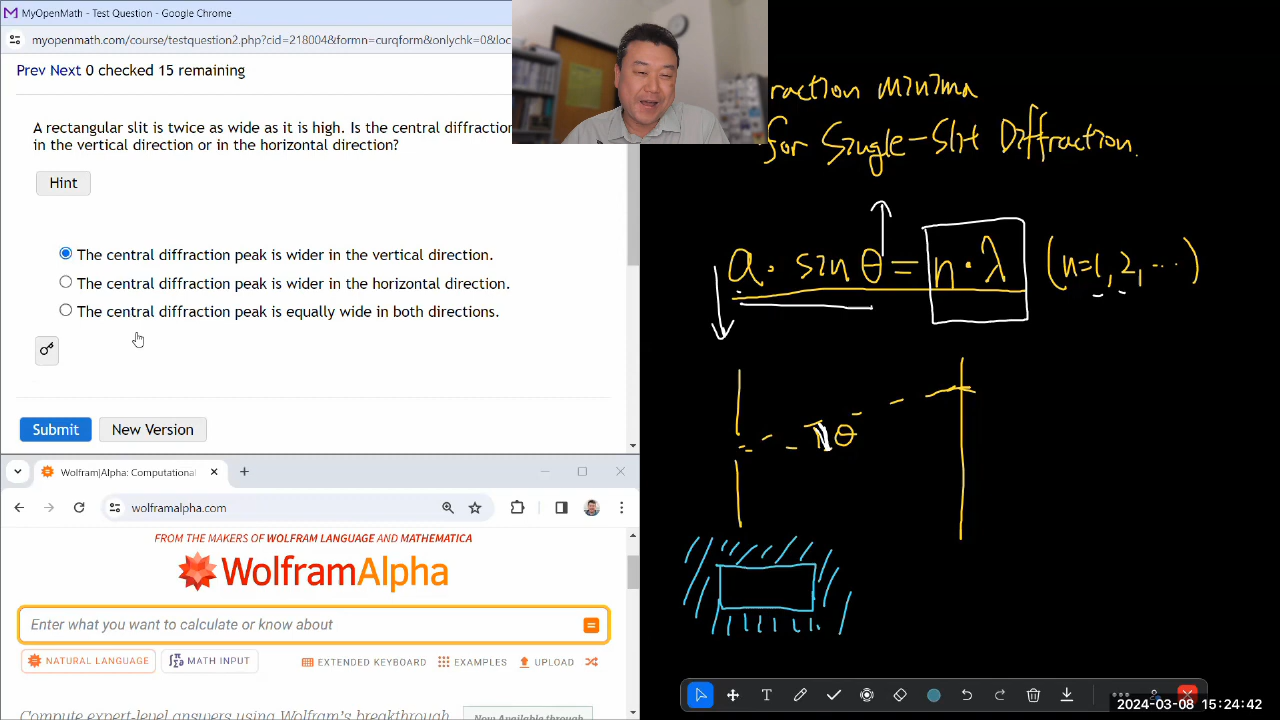 MyOpenMath - Test Question - Google Chrome
myopenmath.com/course/testquestion2.php?cid=218004&formn=curqform&onlychk=0&loc
Prev Next 0 checked 15 remaining
A rectangular slit is twice as wide as it is high. Is the central diffraction
in the vertical direction or in the horizontal direction?
Hint
The central diffraction peak is wider in the vertical direction.
The central diffraction peak is wider in the horizontal direction.
The central diffraction peak is equally wide in both directions.
Submit
New Version
Wolfram|Alpha: Computational
wolframalpha.com
FROM THE MAKERS OF WOLFRAM LANGUAGE AND MATHEMATICA
WolframAlpha
Enter what you want to calculate or know about
NATURAL LANGUAGE
MATH INPUT
EXTENDED KEYBOARD
EXAMPLES
UPLOAD
Compute expert-level answers using Wolfram's breakthrough
Now Available through
raction Minima
for Single-Slit Diffraction.
a · sin θ = n · λ (n=1, 2, ...)
θ
2024-03-08 15:24:42